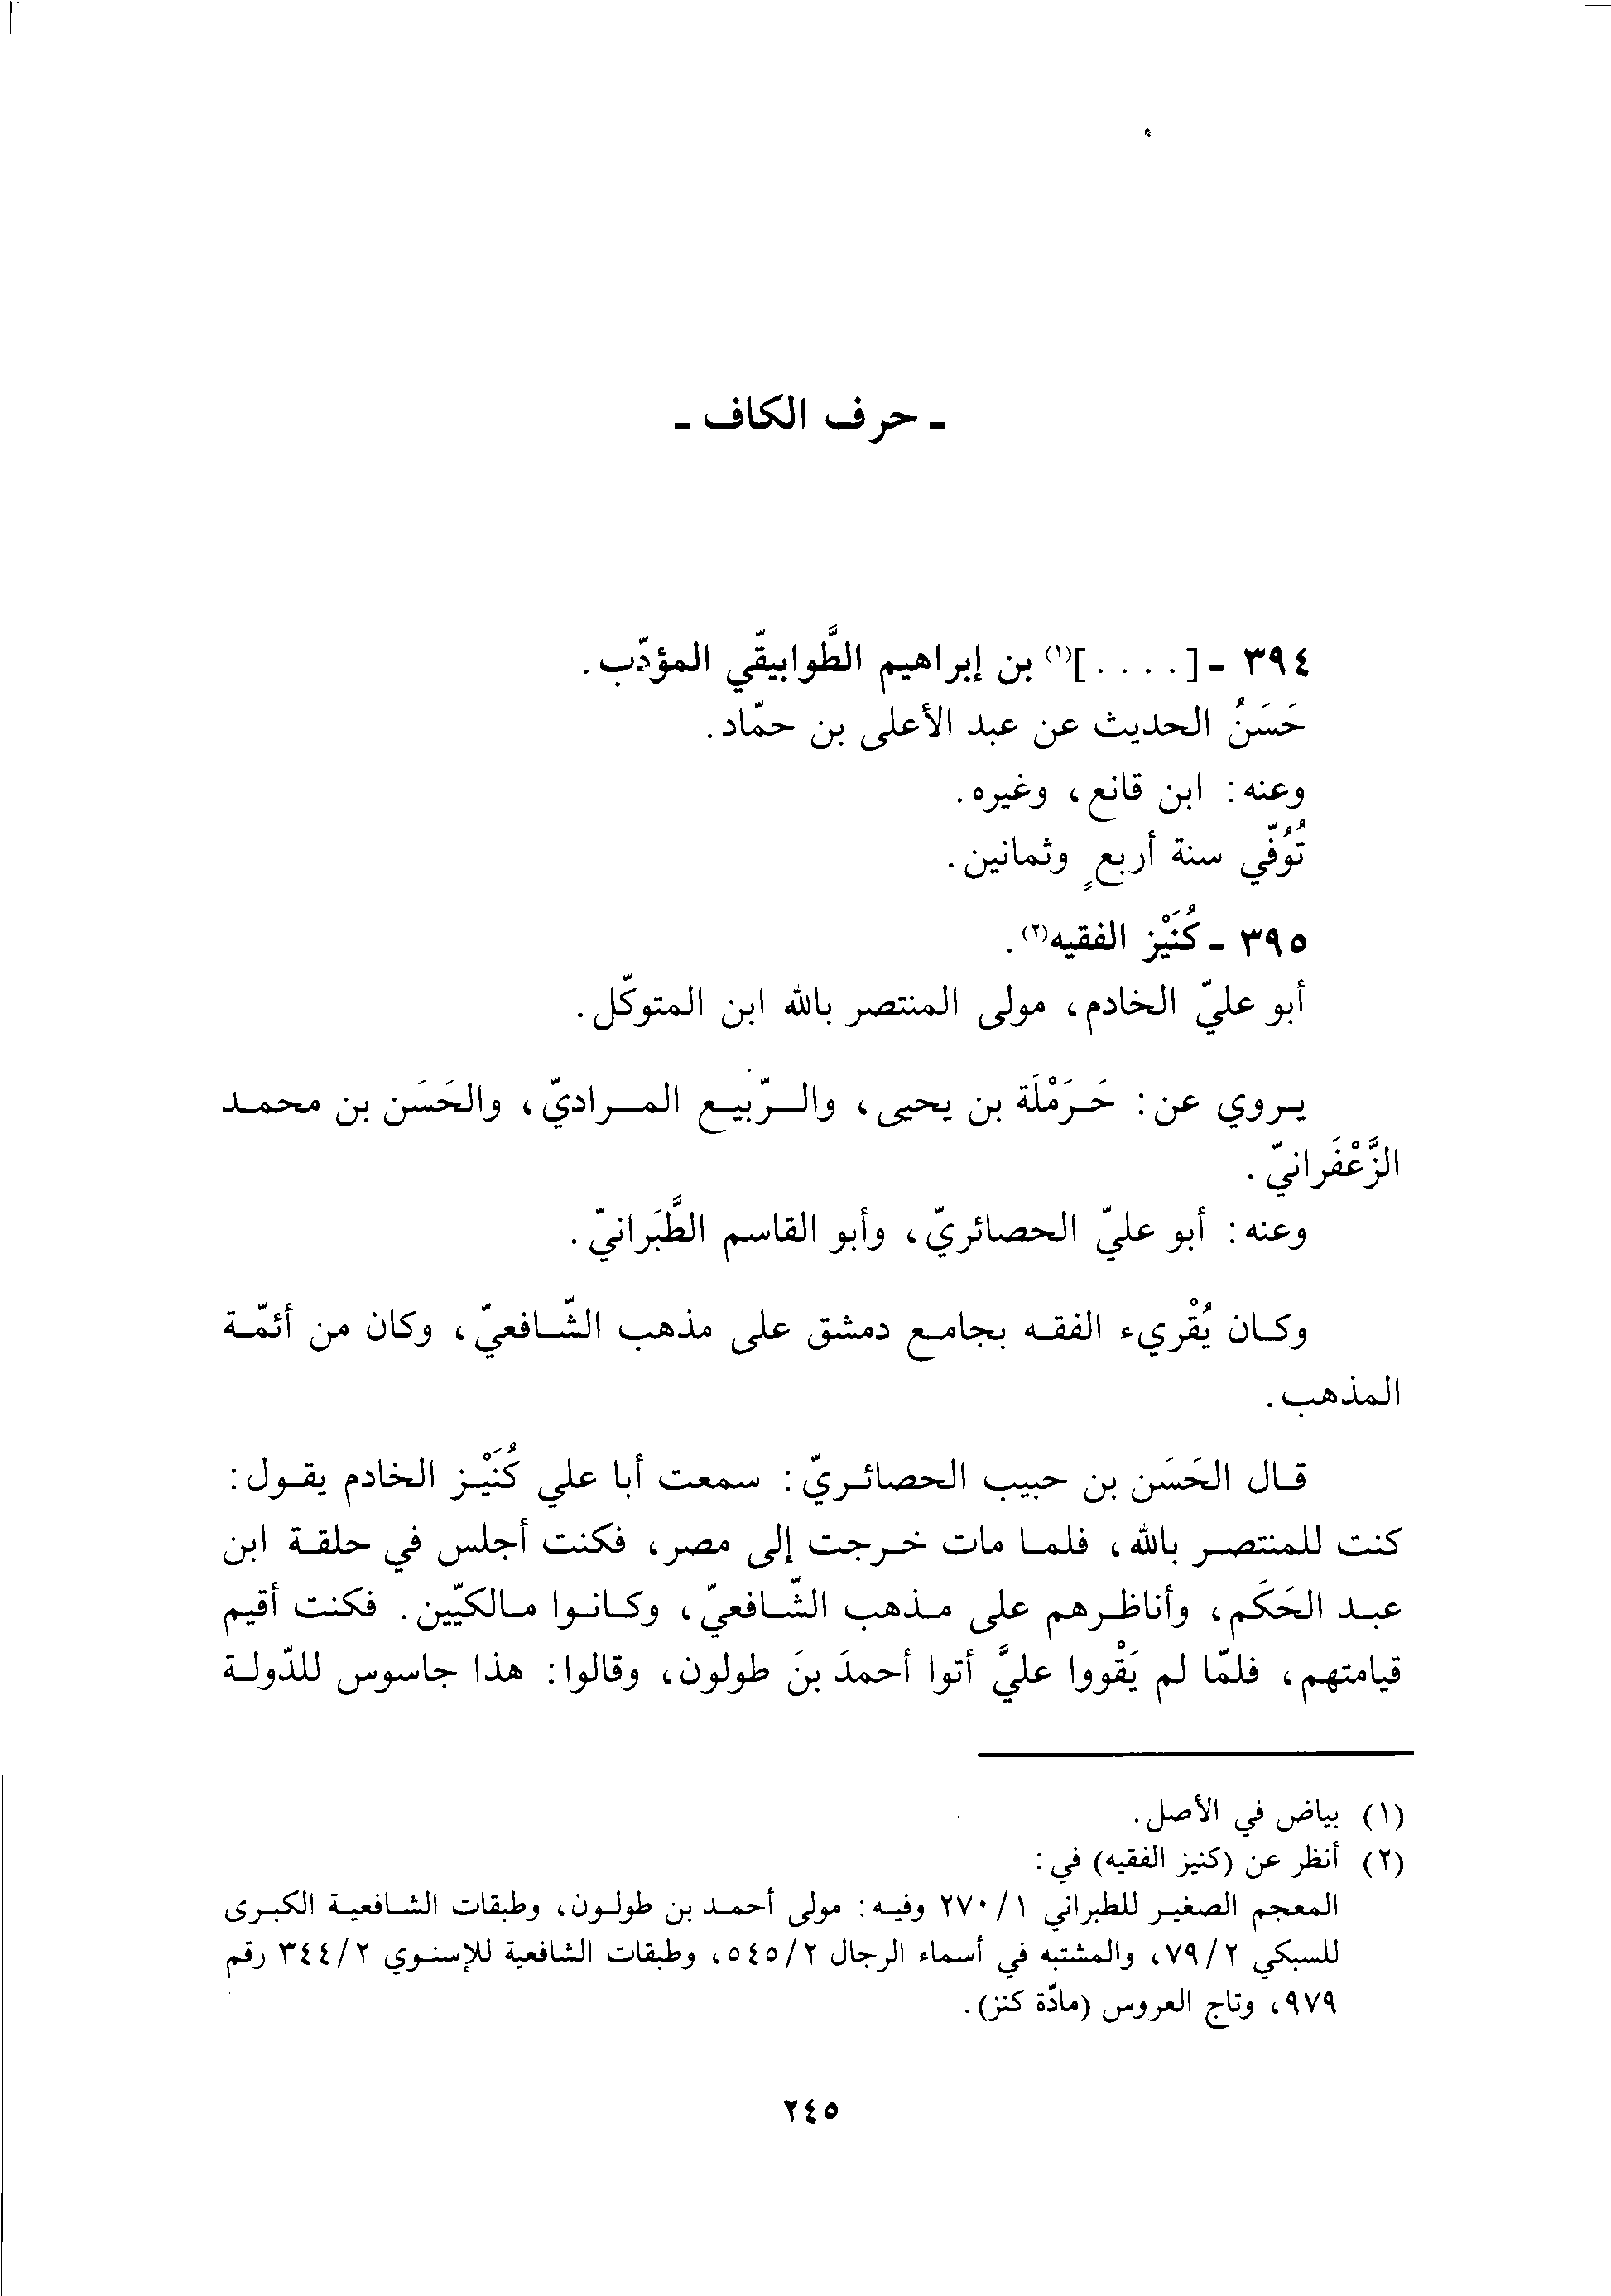 - حرف الكاف -
٣٩٤ - [. . . .](١) بن إبراهيم الطَّوابيقّي المؤدّب.
حَسَنُ الحديث عن عبد الأعلى بن حمّاد.
وعنه: ابن قانع، وغيره.
تُوُفّي سنة أربعٍ وثمانين.
٣٩٥ - كُنَيْز الفقيه(٢).
أبو عليّ الخادم، مولى المنتصر بالله ابن المتوكّل.
يروي عن: حَرَمْلَة بن يحيى، والرّبيع المراديّ، والحَسَن بن محمد
الزَّعْفَرانيّ.
وعنه: أبو عليّ الحصائريّ، وأبو القاسم الطَّبَرانيّ.
وكان يُقْريء الفقه بجامع دمشق على مذهب الشّافعيّ، وكان من أئمّة
المذهب.
قال الحَسَن بن حبيب الحصائريّ: سمعت أبا علي كُنَيْز الخادم يقول:
كنت للمنتصر بالله، فلما مات خرجت إلى مصر، فكنت أجلس في حلقة ابن
عبد الحَكَم، وأناظرهم على مذهب الشّافعيّ، وكانوا مالكيّين. فكنت أقيم
قيامتهم، فلمّا لم يَقْووا عليَّ أتوا أحمدَ بنَ طولون، وقالوا: هذا جاسوس للدّولة
(١) بياض في الأصل.
(٢) أنظر عن (كنيز الفقيه) في:
المعجم الصغير للطبراني ١/ ٢٧٠ وفيه: مولى أحمد بن طولون، وطبقات الشافعية الكبرى
للسبكي ٢/ ٧٩، والمشتبه في أسماء الرجال ٢/ ٥٤٥، وطبقات الشافعية للإسنوي ٢/ ٣٤٤ رقم
٩٧٩، وتاج العروس (مادّة كنز).
٢٤٥